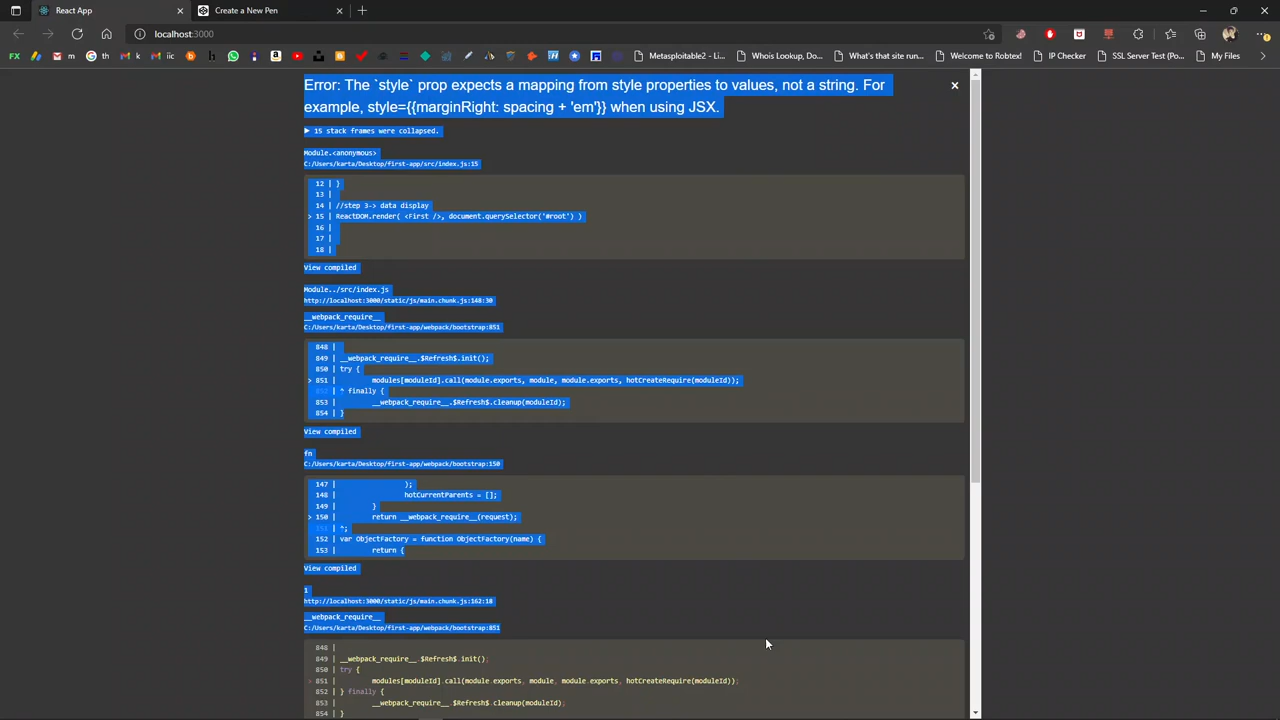 React App
Create a New Pen
localhost:3000
FX
M
G th
k
iic
Metasploitable2 - Li...
Whois Lookup, Do...
What's that site run...
Welcome to Robtex!
IP Checker
SSL Server Test (Po...
My Files
Error: The `style` prop expects a mapping from style properties to values, not a string. For
example, style={{marginRight: spacing + 'em'}} when using JSX.
▶ 15 stack frames were collapsed.
Module.<anonymous>
C:/Users/karta/Desktop/first-app/src/index.js:15
12 | }
13 |
14 | //step 3-> data display
> 15 | ReactDOM.render( <First />, document.querySelector('#root') )
16 |
17 |
18 |
View compiled
Module../src/index.js
http://localhost:3000/static/js/main.chunk.js:148:30
__webpack_require__
C:/Users/karta/Desktop/first-app/webpack/bootstrap:851
848 |
849 | __webpack_require__.$Refresh$.init();
850 | try {
> 851 | modules[moduleId].call(module.exports, module, module.exports, hotCreateRequire(moduleId));
852 | ^ finally {
853 | __webpack_require__.$Refresh$.cleanup(moduleId);
854 | }
View compiled
fn
C:/Users/karta/Desktop/first-app/webpack/bootstrap:150
147 | );
148 | hotCurrentParents = [];
149 | }
> 150 | return __webpack_require__(request);
151 | ^;
152 | var ObjectFactory = function ObjectFactory(name) {
153 | return {
View compiled
1
http://localhost:3000/static/js/main.chunk.js:162:18
__webpack_require__
C:/Users/karta/Desktop/first-app/webpack/bootstrap:851
848 |
849 | __webpack_require__.$Refresh$.init();
850 | try {
> 851 | modules[moduleId].call(module.exports, module, module.exports, hotCreateRequire(moduleId));
852 | } finally {
853 | __webpack_require__.$Refresh$.cleanup(moduleId);
854 | }